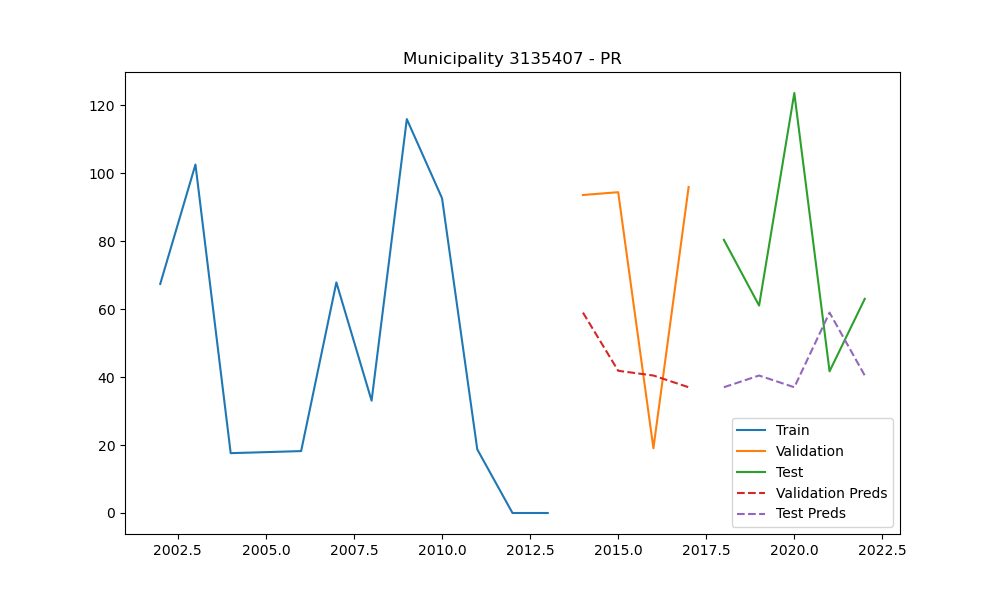 Municipality 3135407 - PR
120
100
80
60
40
20
0
2002.5 2005.0 2007.5 2010.0 2012.5 2015.0 2017.5 2020.0 2022.5
Train
Validation
Test
Validation Preds
Test Preds